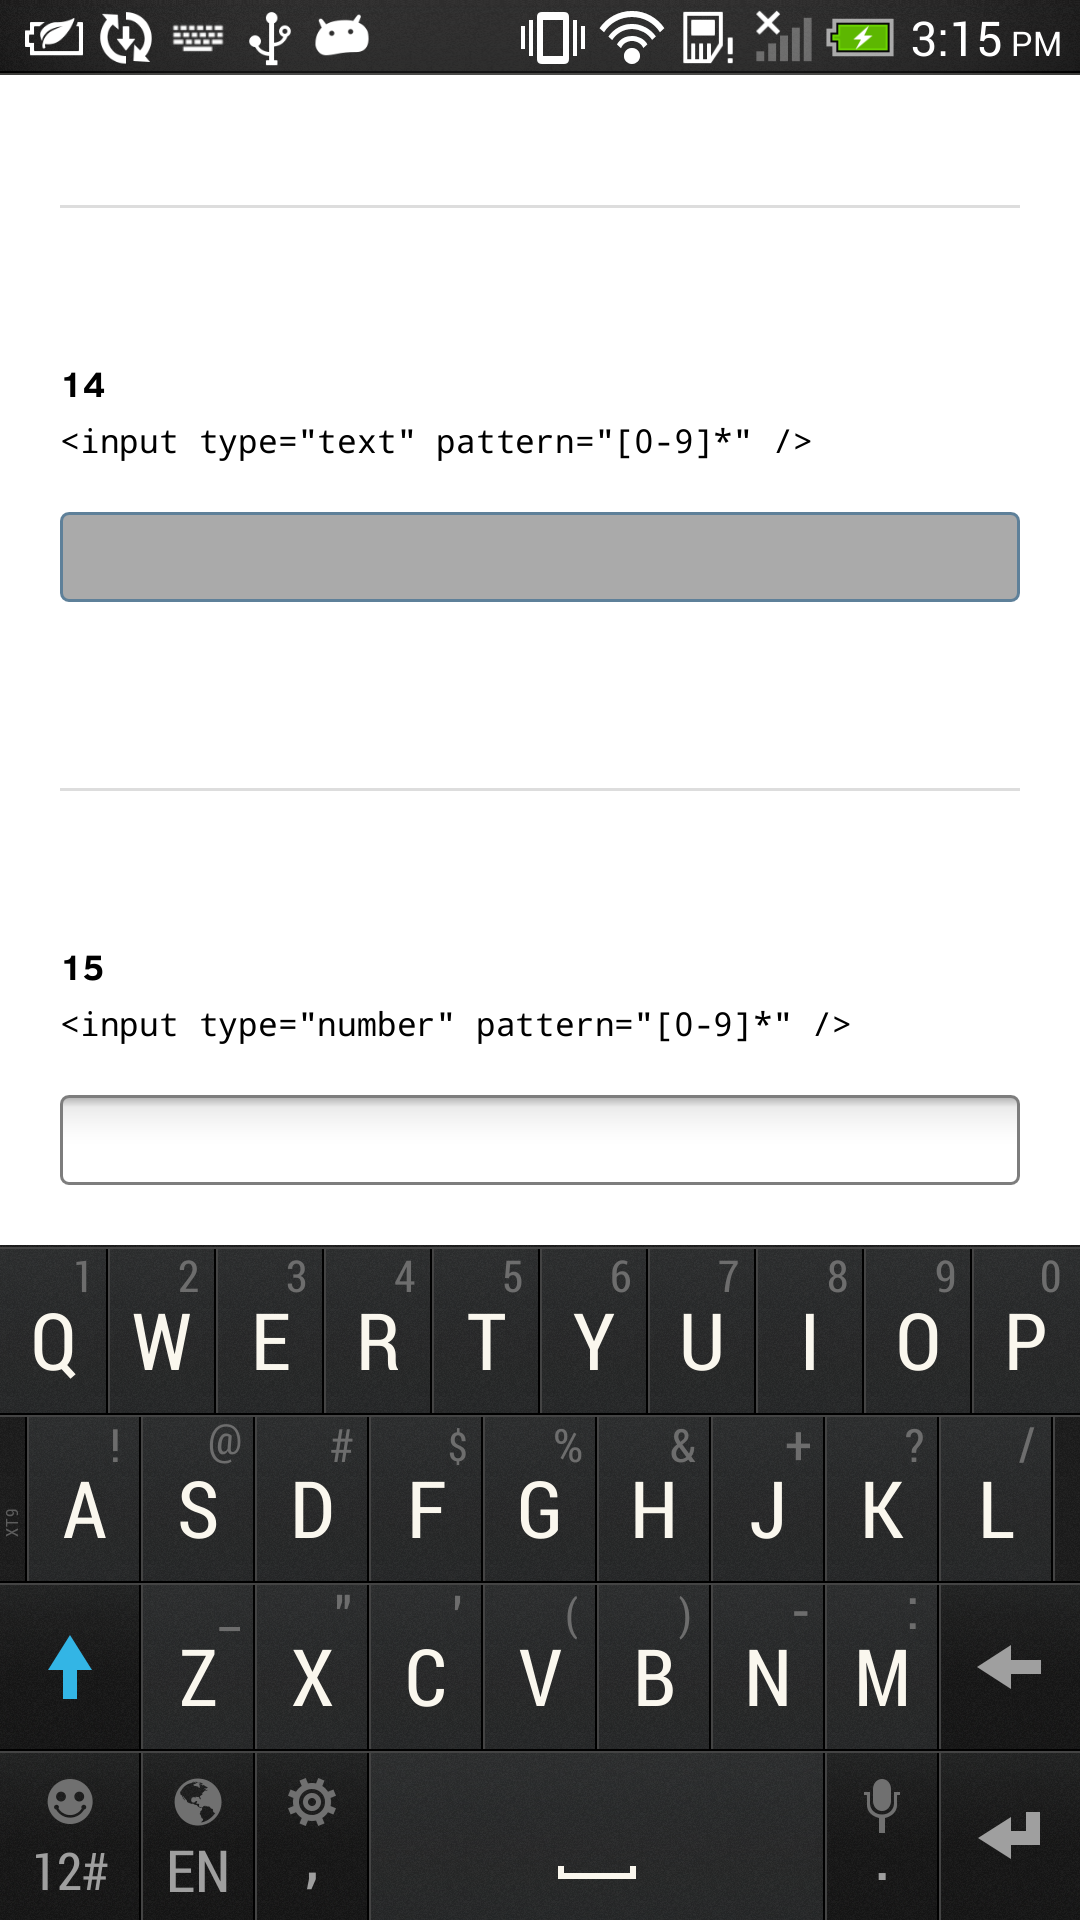 3:15 PM
14
<input type="text" pattern="[0-9]*" />
15
<input type="number" pattern="[0-9]*" />
1 2 3 4 5 6 7 8 9 0
Q W E R T Y U I O P
! @ # $ % & + ? /
XT9 A S D F G H J K L
_ " ' ( ) - :
Z X C V B N M
12# EN , .